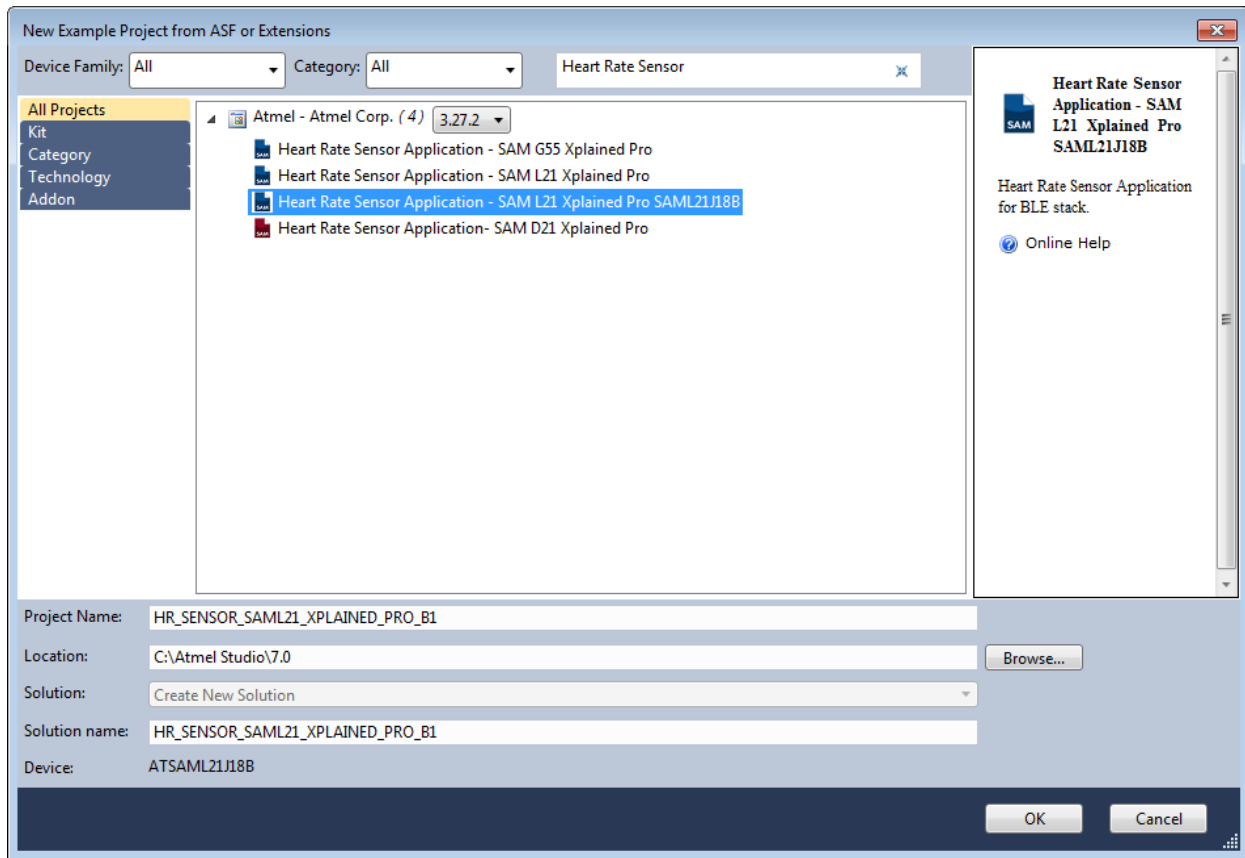 New Example Project from ASF or Extensions
Device Family: All Category: All Heart Rate Sensor
All Projects
Kit
Category
Technology
Addon
Atmel - Atmel Corp. (4) 3.27.2
Heart Rate Sensor Application - SAM G55 Xplained Pro
Heart Rate Sensor Application - SAM L21 Xplained Pro
Heart Rate Sensor Application - SAM L21 Xplained Pro SAML21J18B
Heart Rate Sensor Application- SAM D21 Xplained Pro
SAM
Heart Rate Sensor
Application - SAM
L21 Xplained Pro
SAML21J18B
Heart Rate Sensor Application
for BLE stack.
Online Help
Project Name: HR_SENSOR_SAML21_XPLAINED_PRO_B1
Location: C:\Atmel Studio\7.0 Browse...
Solution: Create New Solution
Solution name: HR_SENSOR_SAML21_XPLAINED_PRO_B1
Device: ATSAML21J18B
OK Cancel